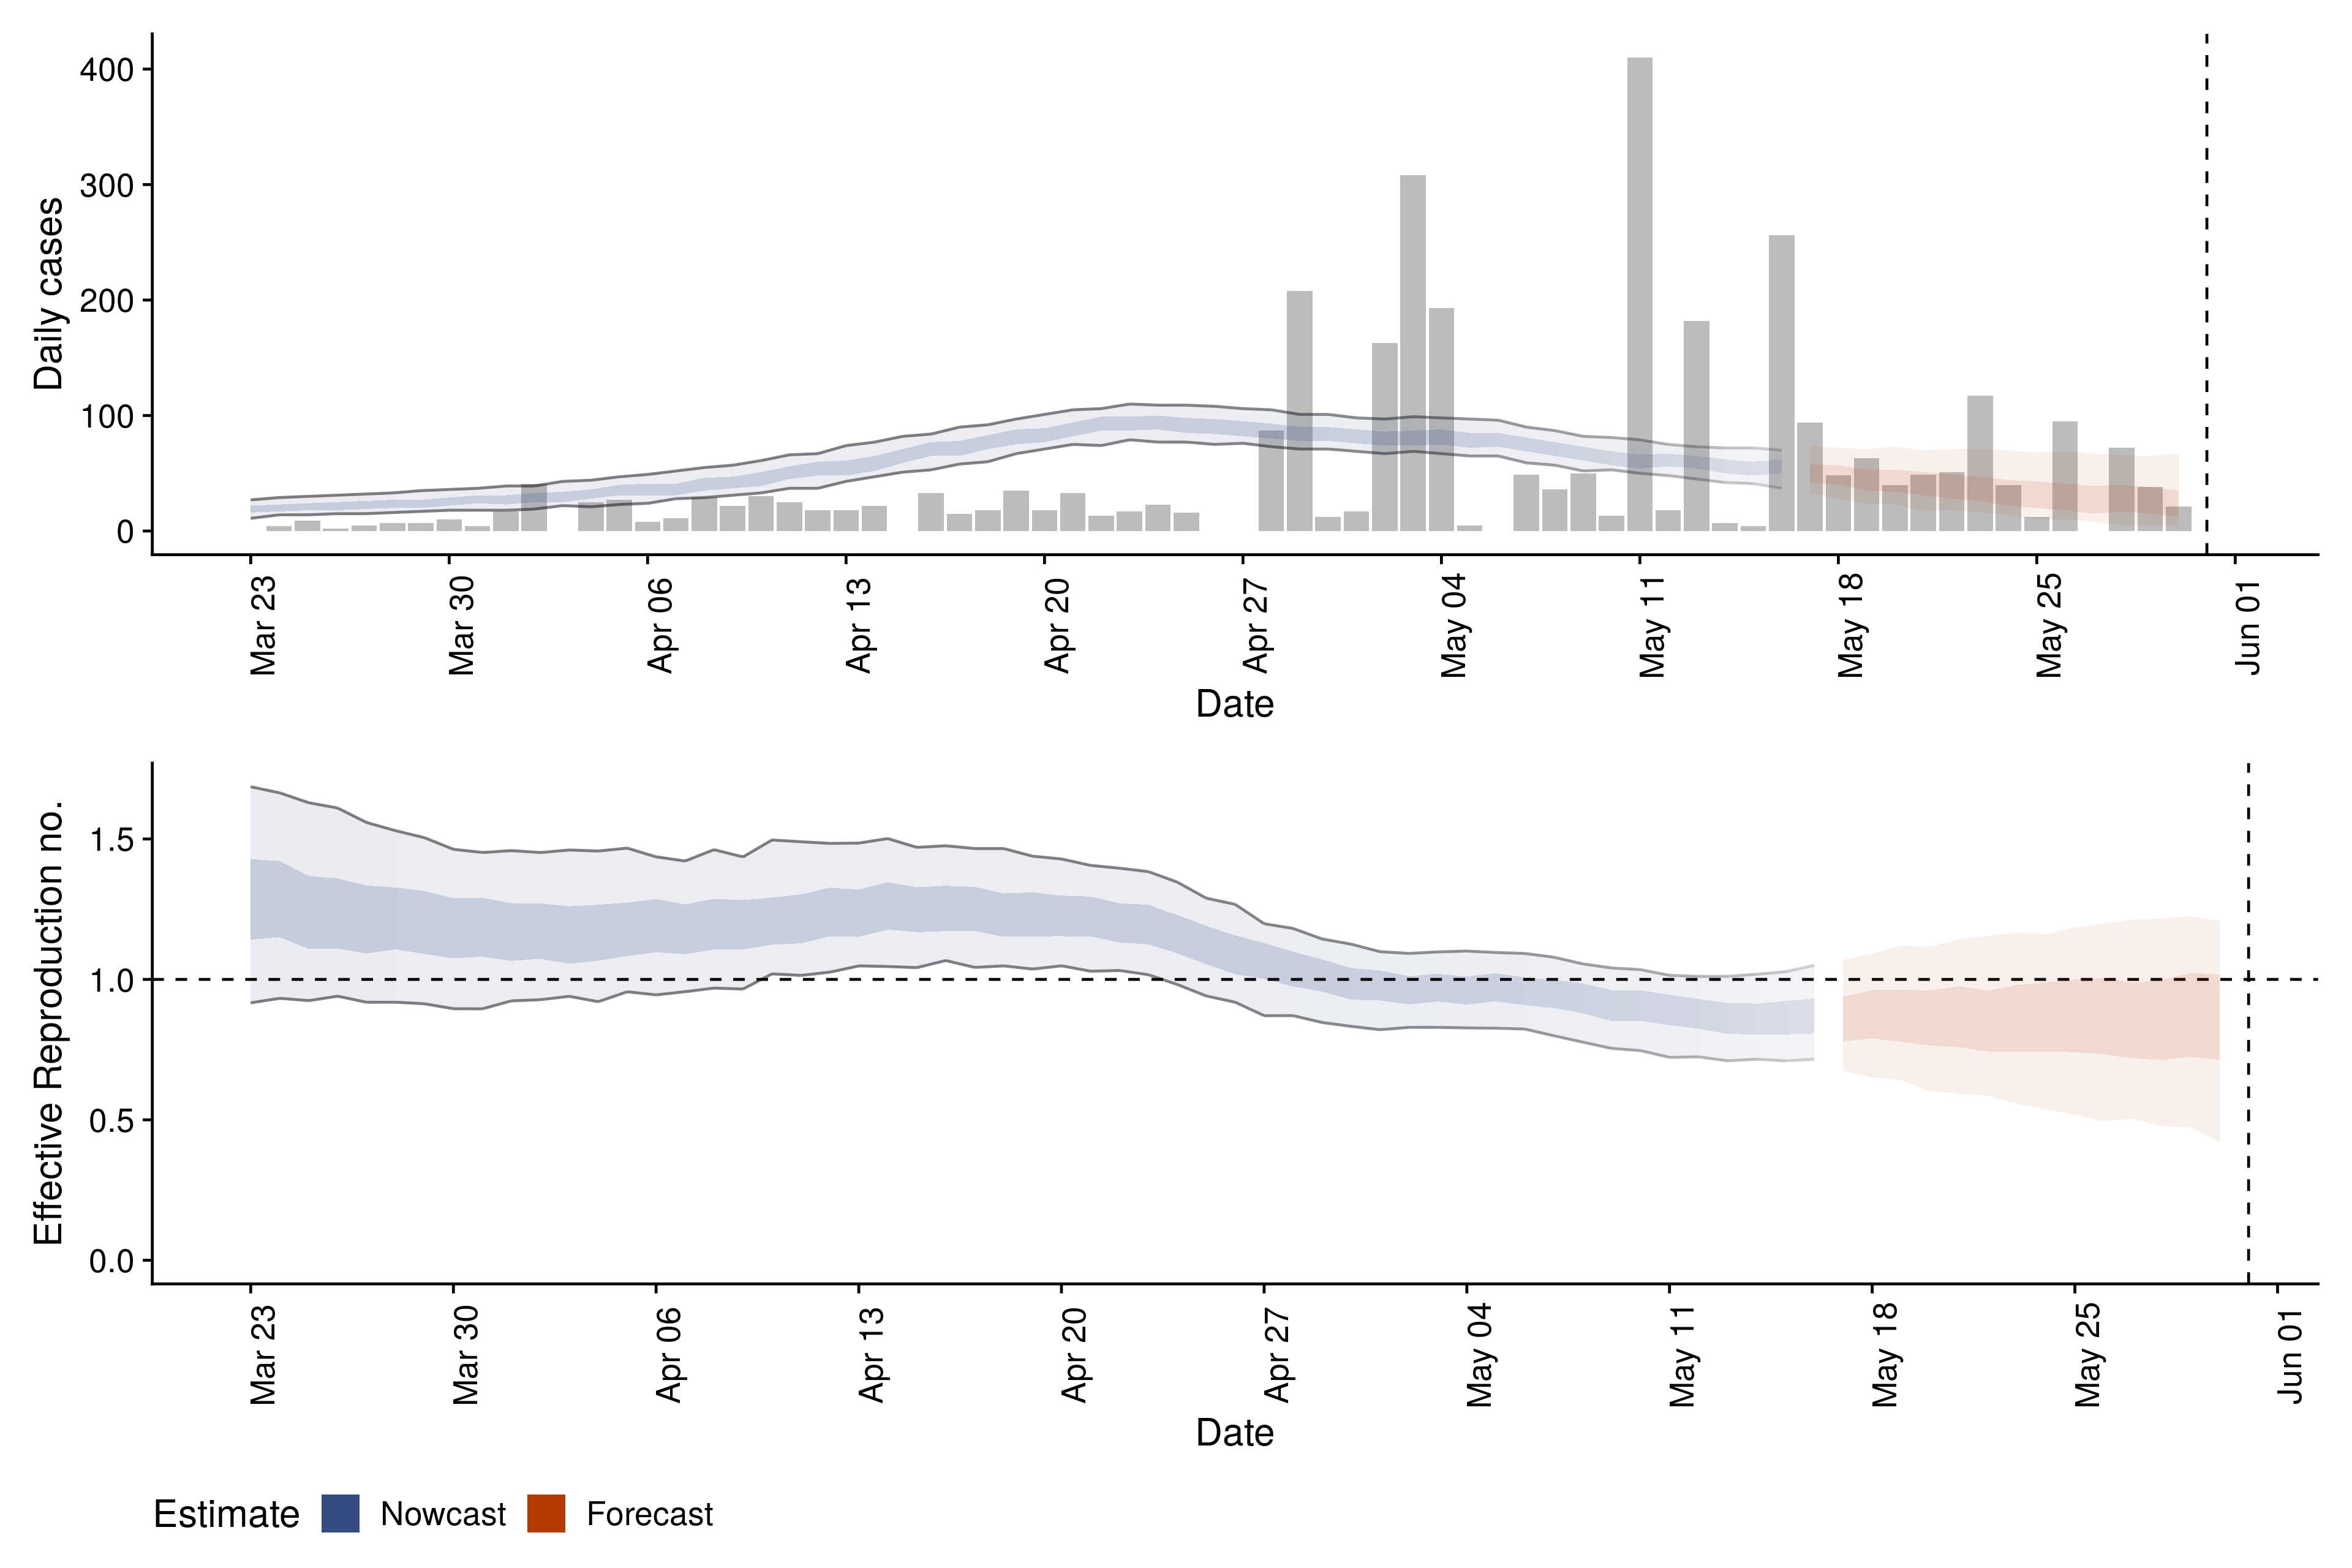 Daily cases
400
300
200
100
0
Mar 23
Mar 30
Apr 06
Apr 13
Apr 20
Apr 27
May 04
May 11
May 18
May 25
Jun 01
Date
Effective Reproduction no.
1.5
1.0
0.5
0.0
Mar 23
Mar 30
Apr 06
Apr 13
Apr 20
Apr 27
May 04
May 11
May 18
May 25
Jun 01
Date
Estimate Nowcast Forecast